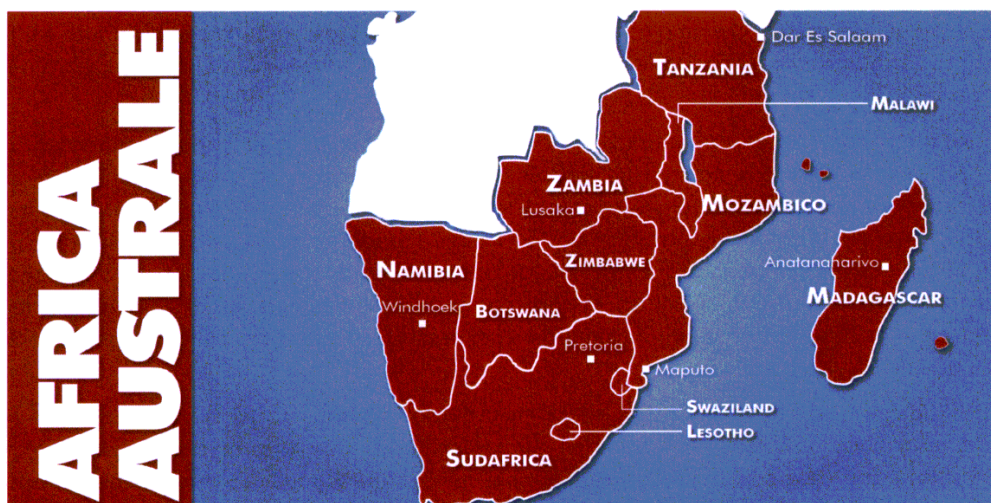 AFRICA
AUSTRALE
Dar Es Salaam
TANZANIA
MALAWI
ZAMBIA
Lusaka
MOZAMBICO
ZIMBABWE
NAMIBIA
Windhoek
BOTSWANA
Anatanaharivo
MADAGASCAR
Pretoria
Maputo
SWAZILAND
LESOTHO
SUDAFRICA